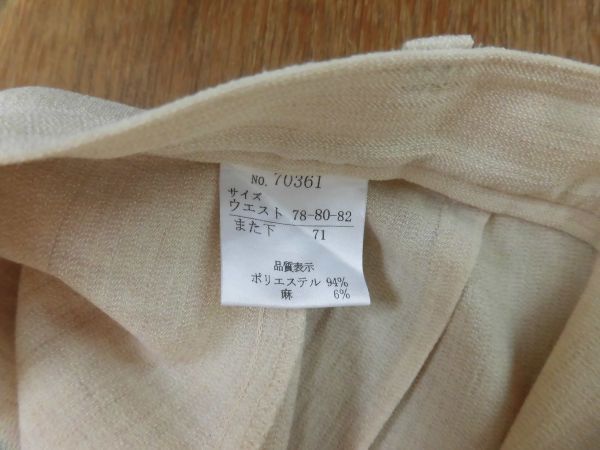 No. 70361
サイズ
ウエスト 78-80-82
また下 71
品質表示
ポリエステル 94%
麻 6%